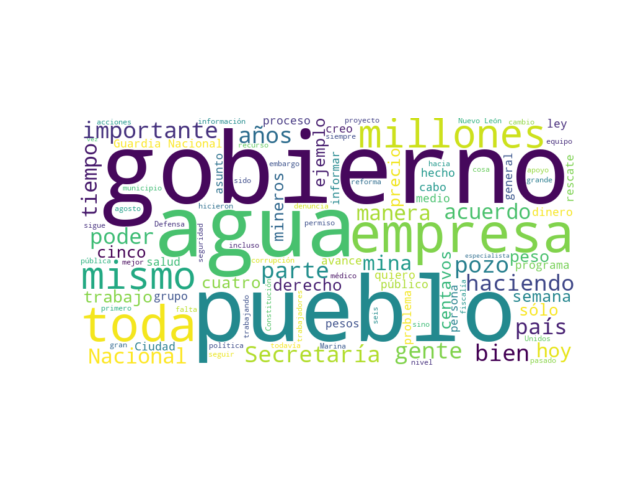 acciones
información
proceso
proyecto
Nuevo León
cambio
ley
importante
años
creo
siempre
millones
equipo
Guardia Nacional
recurso
gobierno
tiempo
asunto
sido
embargo
ejemplo
reforma
precio
hacia
cosa
apoyo
general
rescate
municipio
mineros
informar
hecho
cabo
medio
grande
agosto
hicieron
denuncia
manera
acuerdo
dinero
sigue
Defensa
permiso
agua
empresa
poder
seguridad
incluso
cinco
avance
especialista
peso
pública
mejor
corrupción
mina
pozo
programa
salud
mismo
parte
médico
quiero
haciendo
cuatro
derecho
público
centavos
trabajo
grupo
semana
primero
falta
toda
pueblo
trabajando
Constitución
trabajadores
pesos
seis
problema
sino
personal
fiscalía
sólo
país
Ciudad
política
todavía
Marina
Unidos
gran
Nacional
seguir
Secretaría
gente
nivel
bien
hoy
pasado